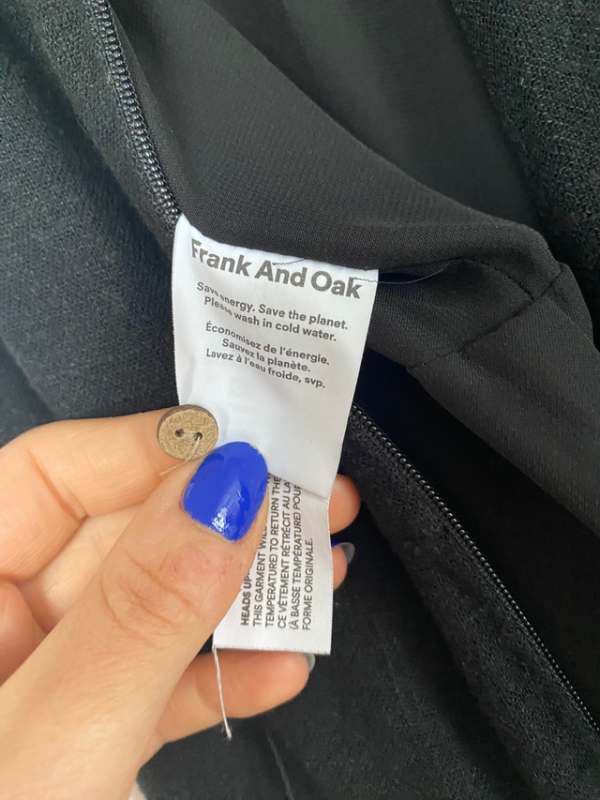 Frank And Oak
Save energy. Save the planet.
Please wash in cold water.
Économisez de l'énergie.
Sauvez la planète.
Lavez à l'eau froide, svp.
HEADS UP
THIS GARMENT WILL
TEMPERATURE) TO RETURN THE
CE VÊTEMENT RÉTRÉCIT AU
(À BASSE TEMPÉRATURE) POUR
FORME ORIGINALE.